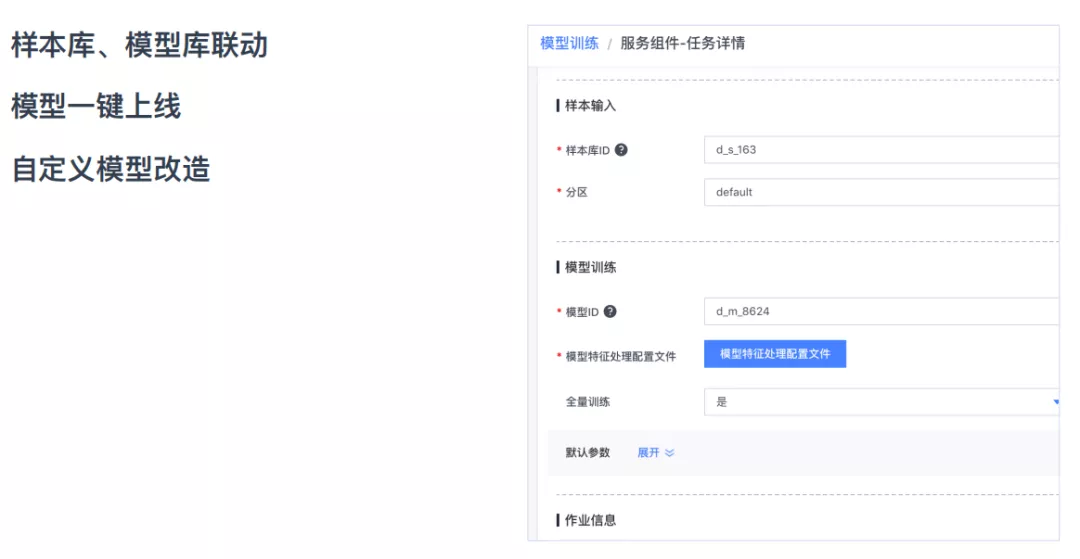 样本库、模型库联动
模型一键上线
自定义模型改造
模型训练 / 服务组件-任务详情
样本输入
* 样本库ID ?
d_s_163
* 分区
default
模型训练
* 模型ID ?
d_m_8624
* 模型特征处理配置文件
模型特征处理配置文件
全量训练
是
默认参数 展开
作业信息